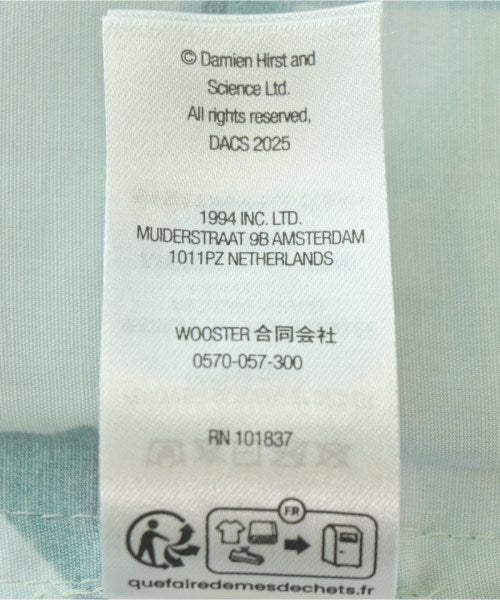 © Damien Hirst and
Science Ltd.
All rights reserved,
DACS 2025
1994 INC. LTD.
MUIDERSTRAAT 9B AMSTERDAM
1011PZ NETHERLANDS
WOOSTER 合同会社
0570-057-300
RN 101837
FR
quefairedemesdechets.fr